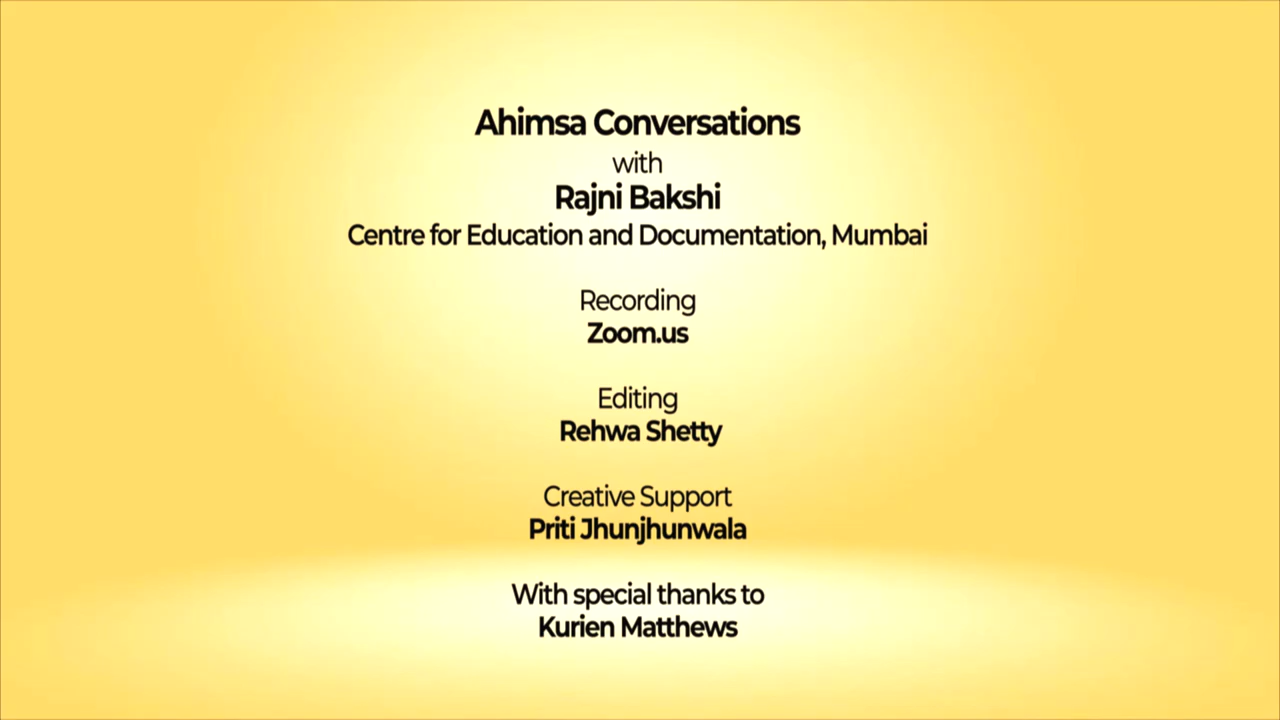 Ahimsa Conversations
with
Rajni Bakshi
Centre for Education and Documentation, Mumbai
Recording
Zoom.us
Editing
Rehwa Shetty
Creative Support
Priti Jhunjhunwala
With special thanks to
Kurien Matthews